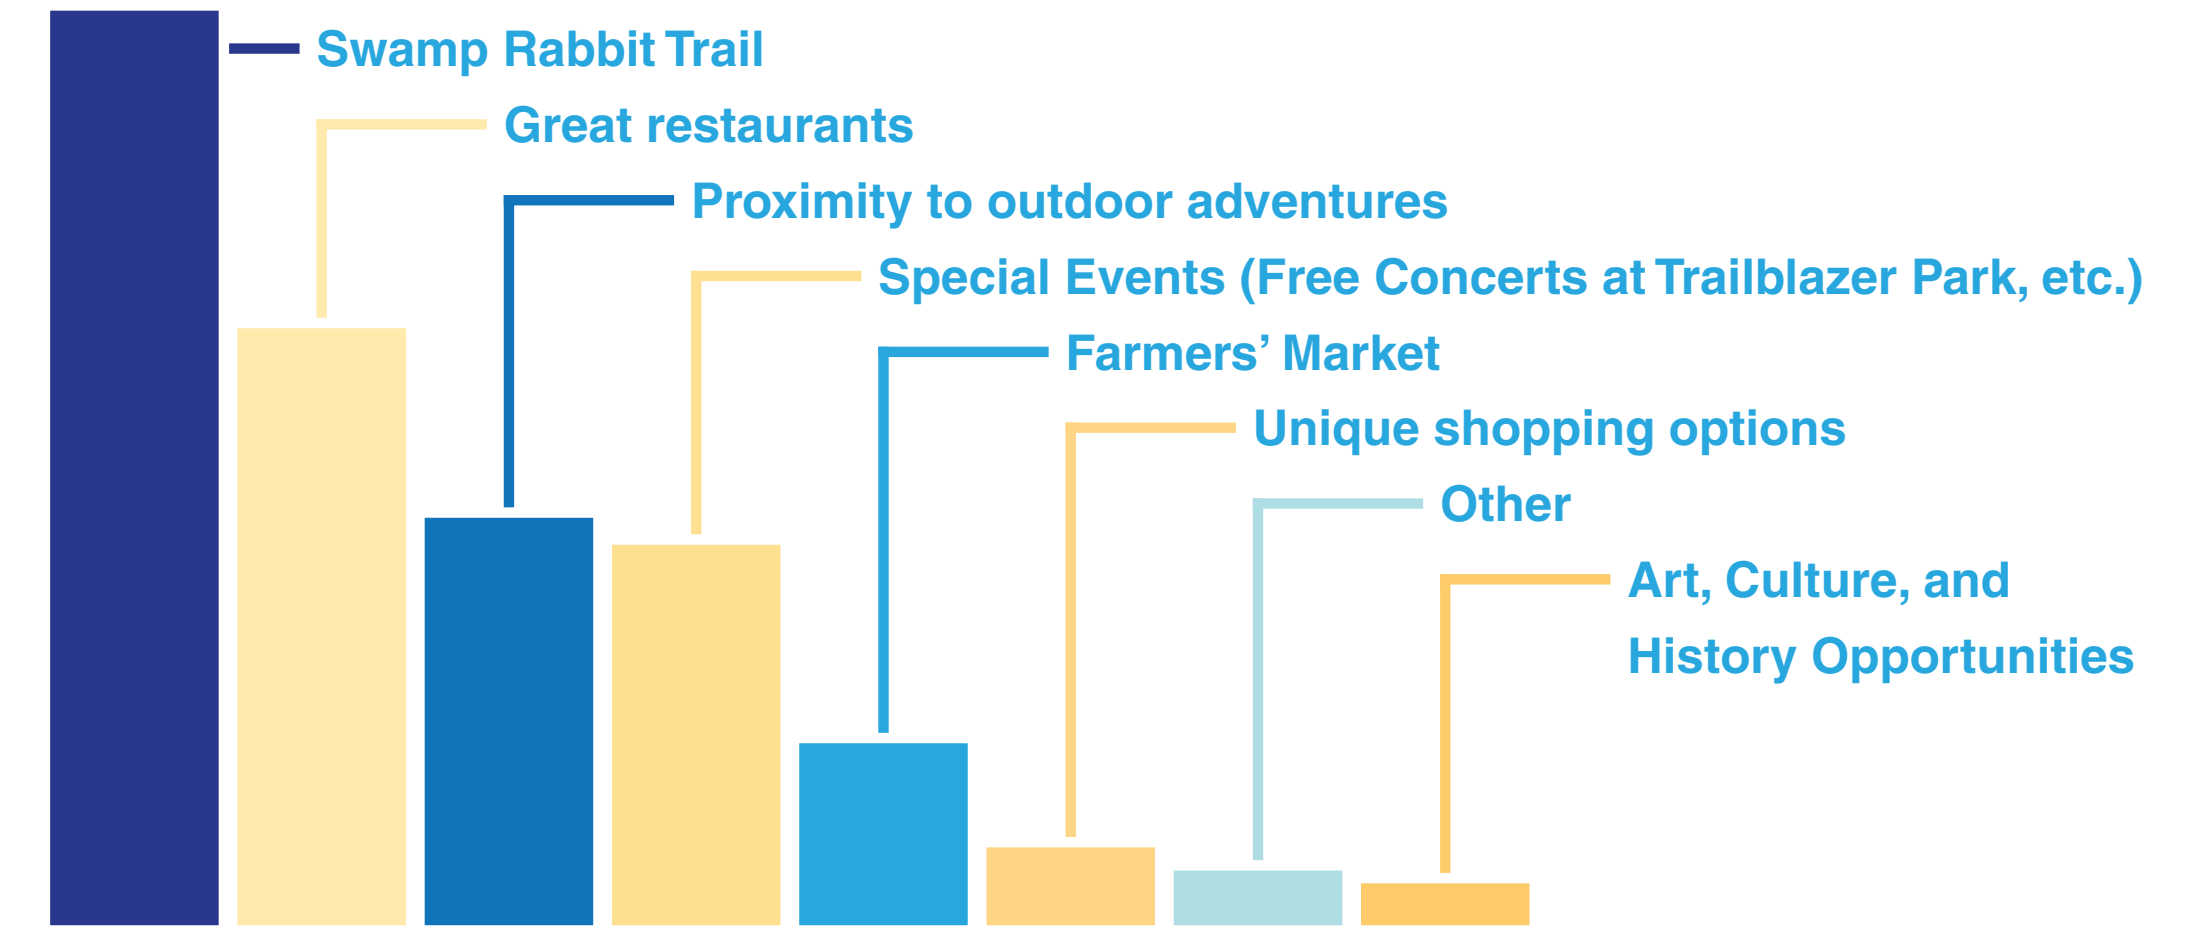 Swamp Rabbit Trail
Great restaurants
Proximity to outdoor adventures
Special Events (Free Concerts at Trailblazer Park, etc.)
Farmers’ Market
Unique shopping options
Other
Art, Culture, and
History Opportunities